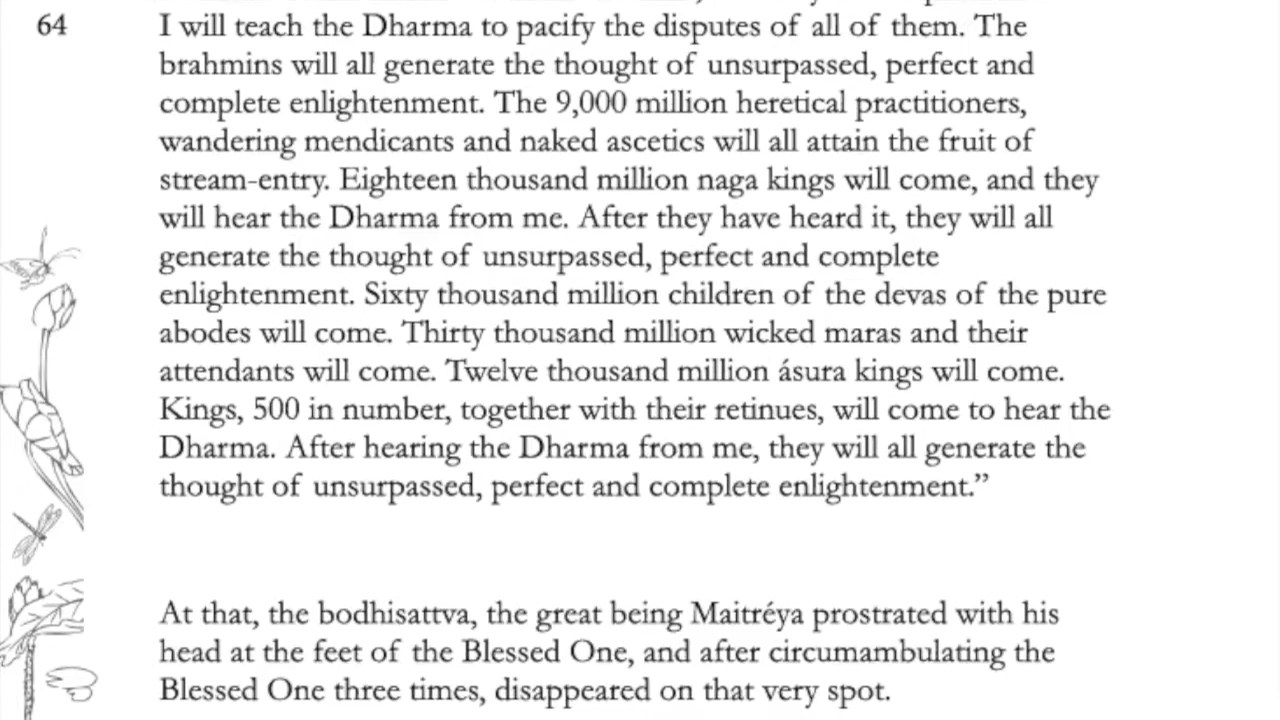 64
I will teach the Dharma to pacify the disputes of all of them. The
brahmins will all generate the thought of unsurpassed, perfect and
complete enlightenment. The 9,000 million heretical practitioners,
wandering mendicants and naked ascetics will all attain the fruit of
stream-entry. Eighteen thousand million naga kings will come, and they
will hear the Dharma from me. After they have heard it, they will all
generate the thought of unsurpassed, perfect and complete
enlightenment. Sixty thousand million children of the devas of the pure
abodes will come. Thirty thousand million wicked maras and their
attendants will come. Twelve thousand million ásura kings will come.
Kings, 500 in number, together with their retinues, will come to hear the
Dharma. After hearing the Dharma from me, they will all generate the
thought of unsurpassed, perfect and complete enlightenment.”
At that, the bodhisattva, the great being Maitréya prostrated with his
head at the feet of the Blessed One, and after circumambulating the
Blessed One three times, disappeared on that very spot.